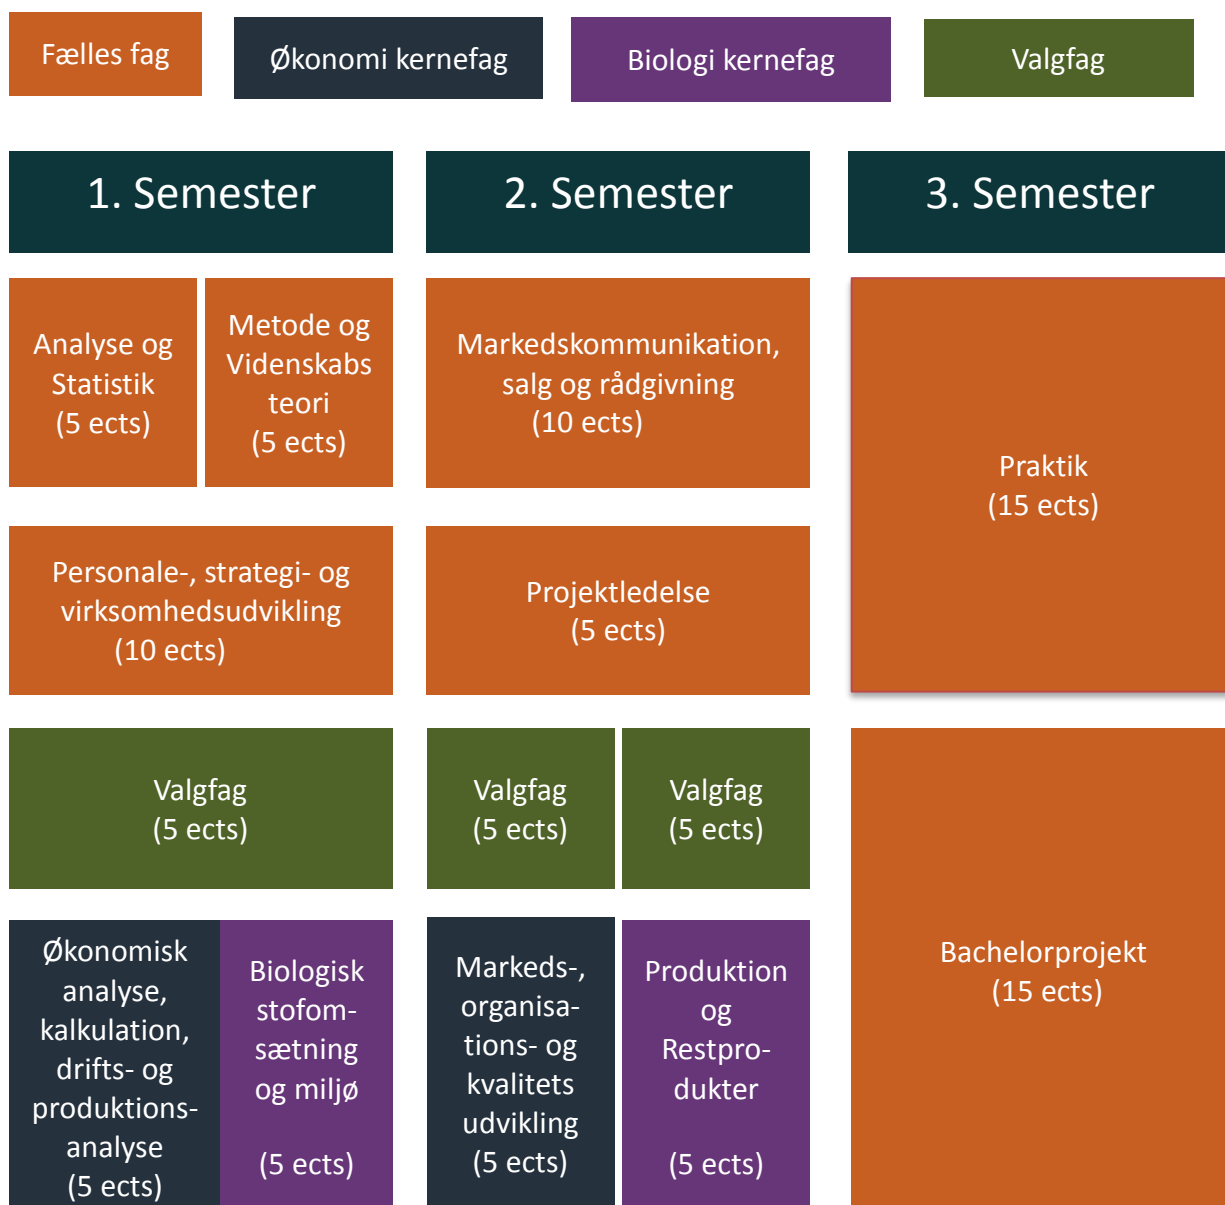 Fælles fag
Økonomi kernefag
Biologi kernefag
Valgfag
1. Semester
2. Semester
3. Semester
Analyse og
Statistik
(5 ects)
Metode og
Videnskabs
teori
(5 ects)
Markedskommunikation,
salg og rådgivning
(10 ects)
Praktik
(15 ects)
Personale-, strategi- og
virksomhedsudvikling
(10 ects)
Projektledelse
(5 ects)
Valgfag
(5 ects)
Valgfag
(5 ects)
Valgfag
(5 ects)
Økonomisk
analyse,
kalkulation,
drifts- og
produktions-
analyse
(5 ects)
Biologisk
stofom-
sætning
og miljø
(5 ects)
Markeds-,
organisa-
tions- og
kvalitets
udvikling
(5 ects)
Produktion
og
Restpro-
dukter
(5 ects)
Bachelorprojekt
(15 ects)